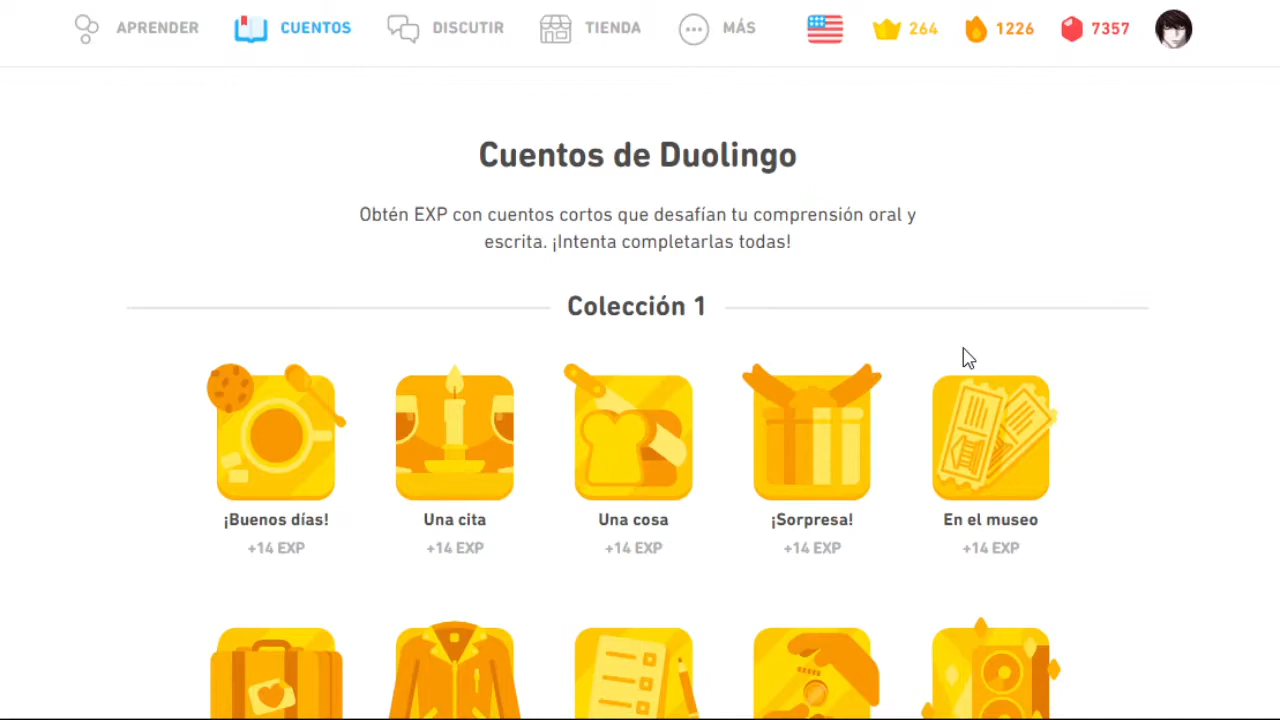 APRENDER CUENTOS DISCUTIR TIENDA MÁS 264 1226 7357
Cuentos de Duolingo
Obtén EXP con cuentos cortos que desafían tu comprensión oral y
escrita. ¡Intenta completarlas todas!
Colección 1
¡Buenos días! Una cita Una cosa ¡Sorpresa! En el museo
+14 EXP +14 EXP +14 EXP +14 EXP +14 EXP